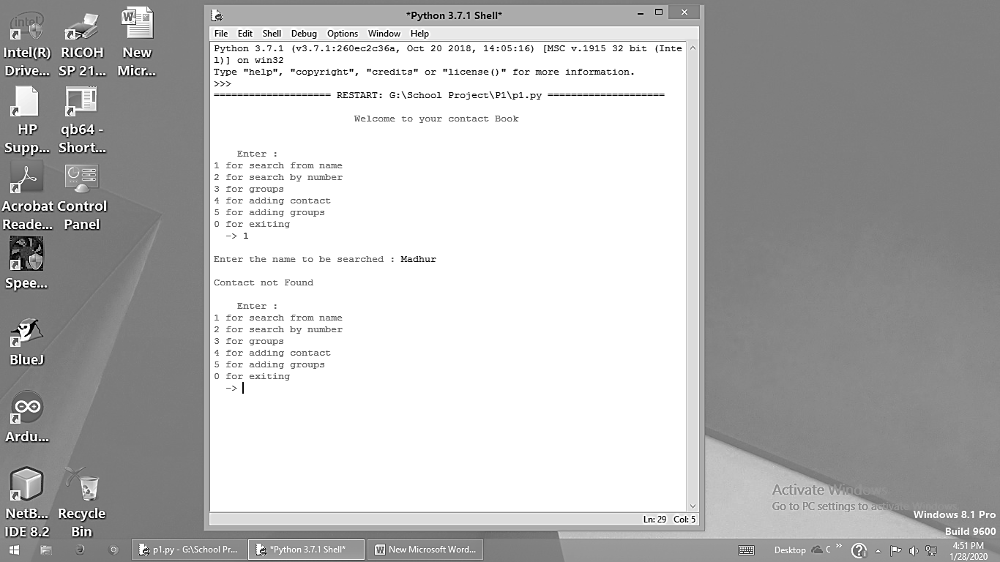 *Python 3.7.1 Shell*
File Edit Shell Debug Options Window Help
Python 3.7.1 (v3.7.1:260ec2c36a, Oct 20 2018, 14:05:16) [MSC v.1915 32 bit (Inte
l)] on win32
Type "help", "copyright", "credits" or "license()" for more information.
>>>
==================== RESTART: G:\School Project\P1\p1.py ====================
Welcome to your contact Book
Enter :
1 for search from name
2 for search by number
3 for groups
4 for adding contact
5 for adding groups
0 for exiting
-> 1
Enter the name to be searched : Madhur
Contact not Found
Enter :
1 for search from name
2 for search by number
3 for groups
4 for adding contact
5 for adding groups
0 for exiting
->
Ln: 29 Col: 5
intel
Intel(R)
Drive...
RICOH
SP 21...
New
Micr...
HP
Supp...
qb64 -
Short...
Acrobat
Reade...
Control
Panel
Spee...
BlueJ
Ardu...
NetB...
IDE 8.2
Recycle
Bin
Activate Windows
Go to PC settings to activate Windows.
Windows 8.1 Pro
Build 9600
p1.py - G:\School Pr...
*Python 3.7.1 Shell*
New Microsoft Word...
Desktop
C
4:51 PM
1/28/2020